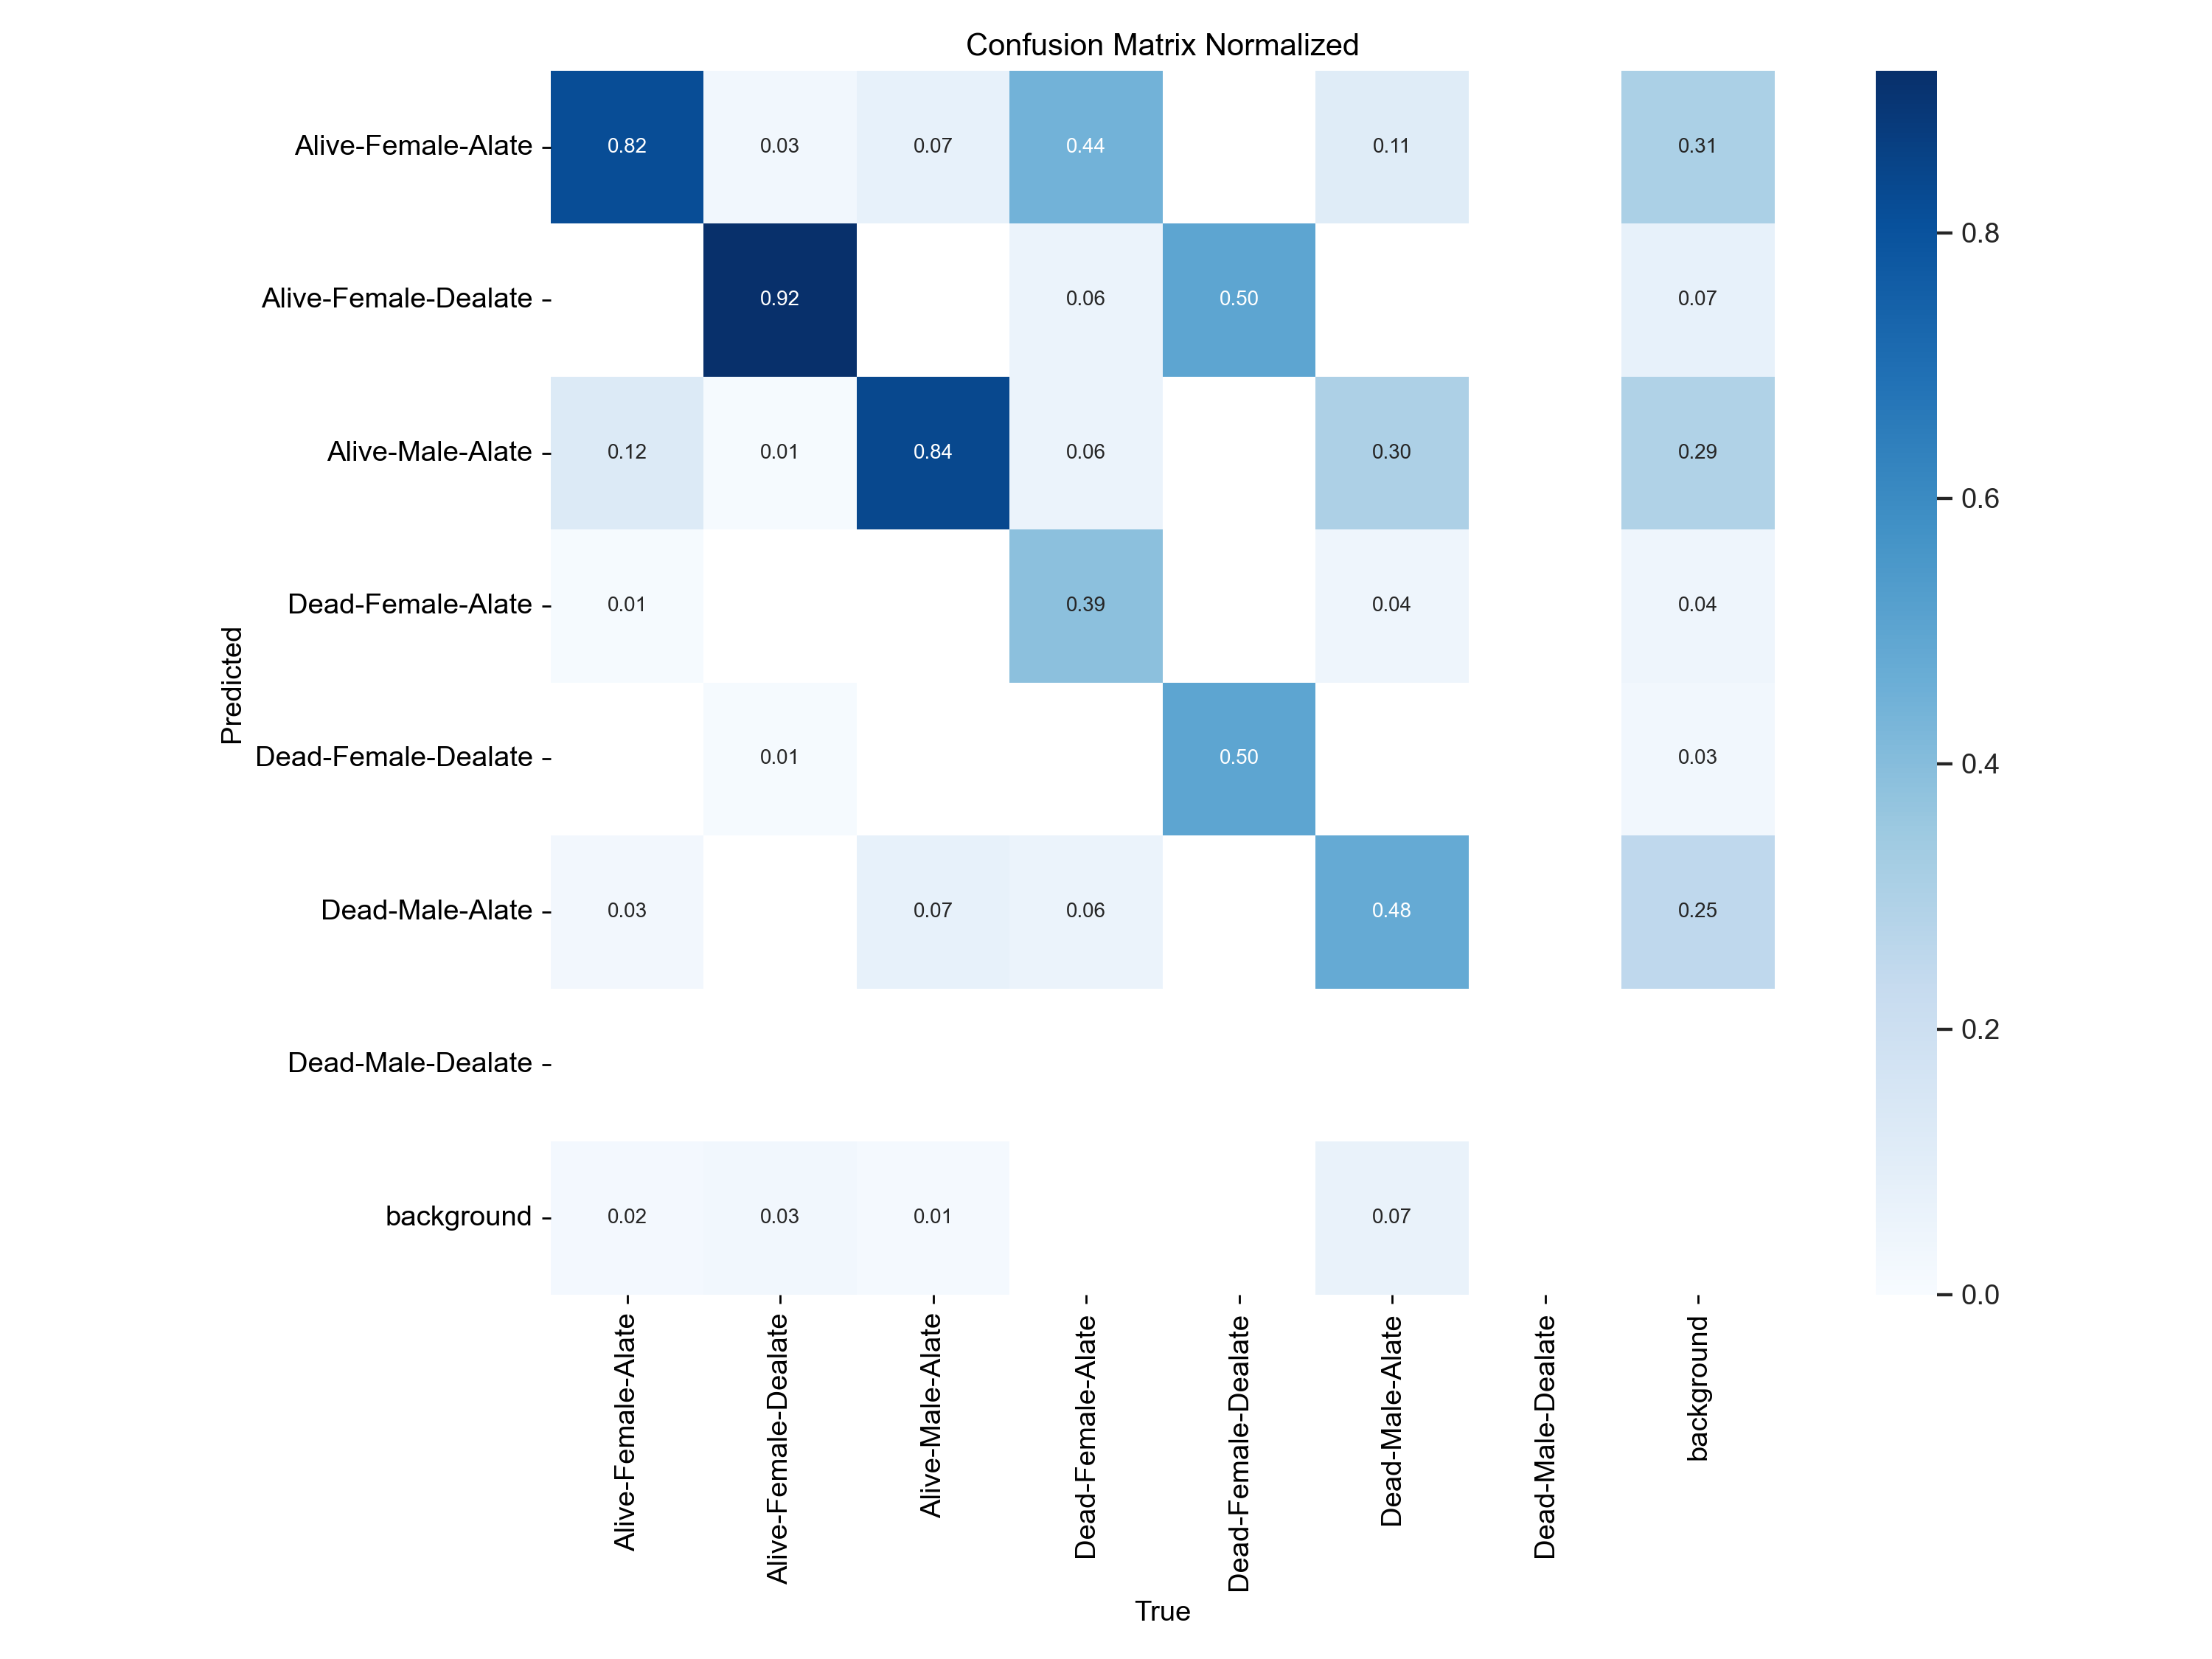 Confusion Matrix Normalized
Alive-Female-Alate 0.82 0.03 0.07 0.44 0.11 0.31
Alive-Female-Dealate 0.92 0.06 0.50 0.07
Alive-Male-Alate 0.12 0.01 0.84 0.06 0.30 0.29
Dead-Female-Alate 0.01 0.39 0.04 0.04
Dead-Female-Dealate 0.01 0.50 0.03
Dead-Male-Alate 0.03 0.07 0.06 0.48 0.25
Dead-Male-Dealate
background 0.02 0.03 0.01 0.07
Predicted
Alive-Female-Alate
Alive-Female-Dealate
Alive-Male-Alate
Dead-Female-Alate
Dead-Female-Dealate
Dead-Male-Alate
Dead-Male-Dealate
background
True
0.8
0.6
0.4
0.2
0.0